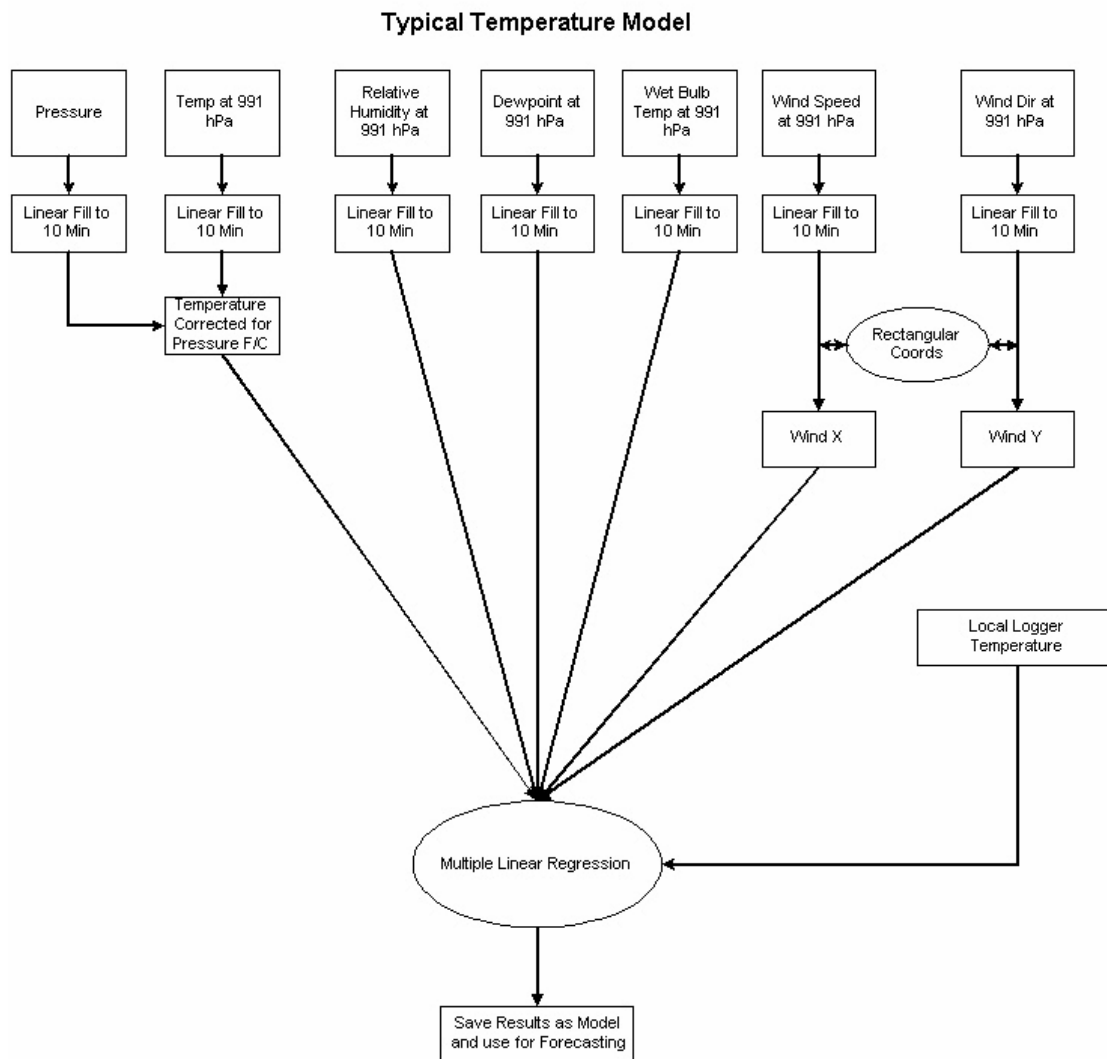 Typical Temperature Model
Pressure
Temp at 991
hPa
Relative
Humidity at
991 hPa
Dewpoint at
991 hPa
Wet Bulb
Temp at 991
hPa
Wind Speed
at 991 hPa
Wind Dir at
991 hPa
Linear Fill to
10 Min
Linear Fill to
10 Min
Linear Fill to
10 Min
Linear Fill to
10 Min
Linear Fill to
10 Min
Linear Fill to
10 Min
Linear Fill to
10 Min
Temperature
Corrected for
Pressure F/C
Rectangular
Coords
Wind X
Wind Y
Local Logger
Temperature
Multiple Linear Regression
Save Results as Model
and use for Forecasting